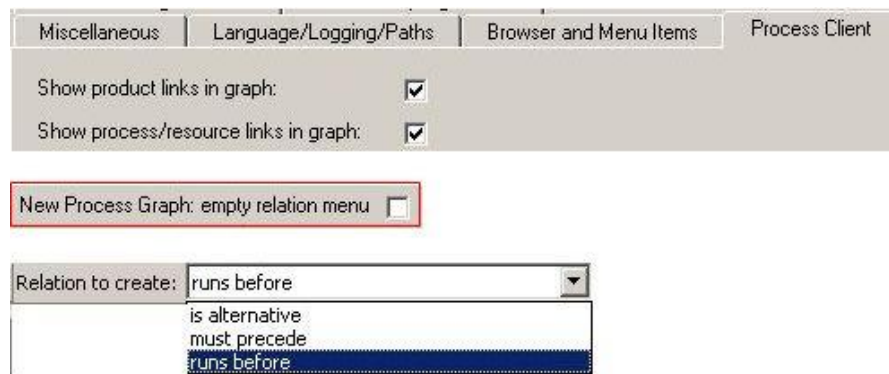 Miscellaneous Language/Logging/Paths Browser and Menu Items Process Client
Show product links in graph:
Show process/resource links in graph:
New Process Graph: empty relation menu
Relation to create: runs before
is alternative
must precede
runs before